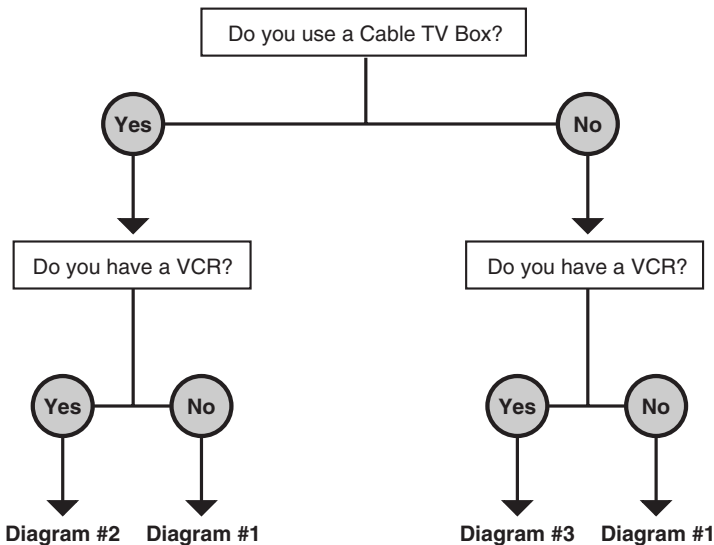 Do you use a Cable TV Box?
Yes
No
Do you have a VCR?
Do you have a VCR?
Yes
No
Yes
No
Diagram #2
Diagram #1
Diagram #3
Diagram #1